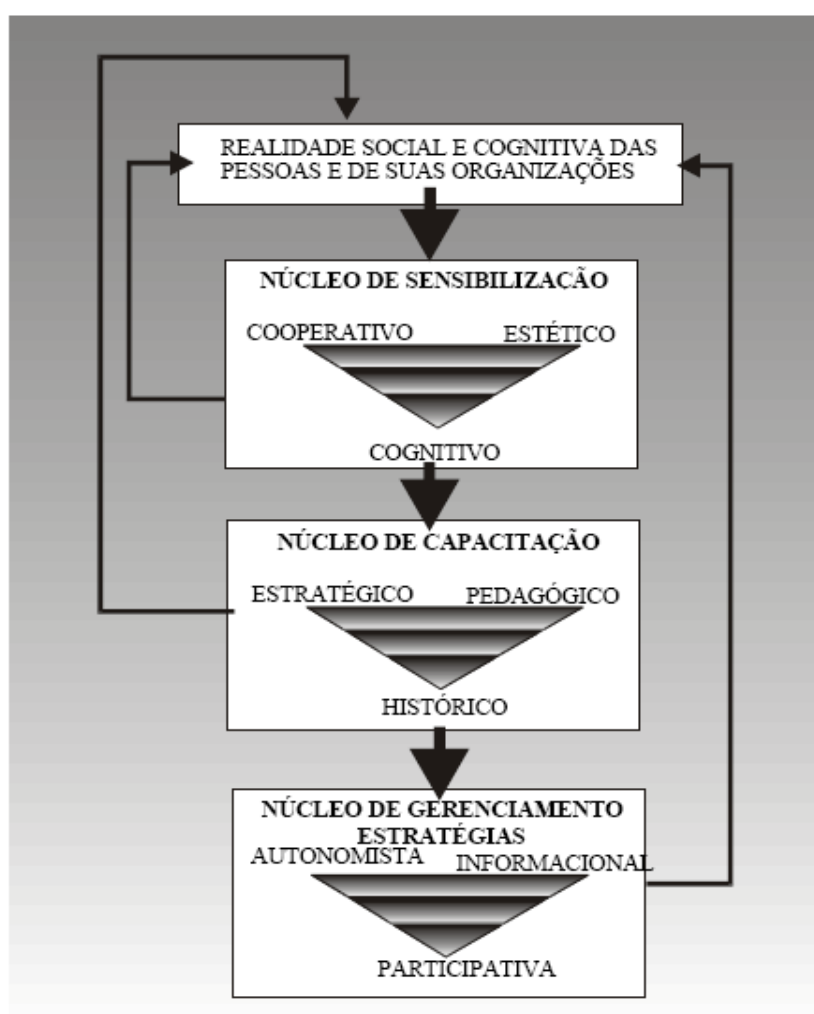 REALIDADE SOCIAL E COGNITIVA DAS
PESSOAS E DE SUAS ORGANIZAÇÕES
NÚCLEO DE SENSIBILIZACÃO
COOPERATIVO ESTÉTICO
COGNITIVO
NÚCLEO DE CAPACITAÇÃO
ESTRATÉGICO PEDAGÓGICO
HISTÓRICO
NÚCLEO DE GERENCIAMENTO
ESTRATÉGIAS
AUTONOMISTA INFORMACIONAL
PARTICIPATIVA